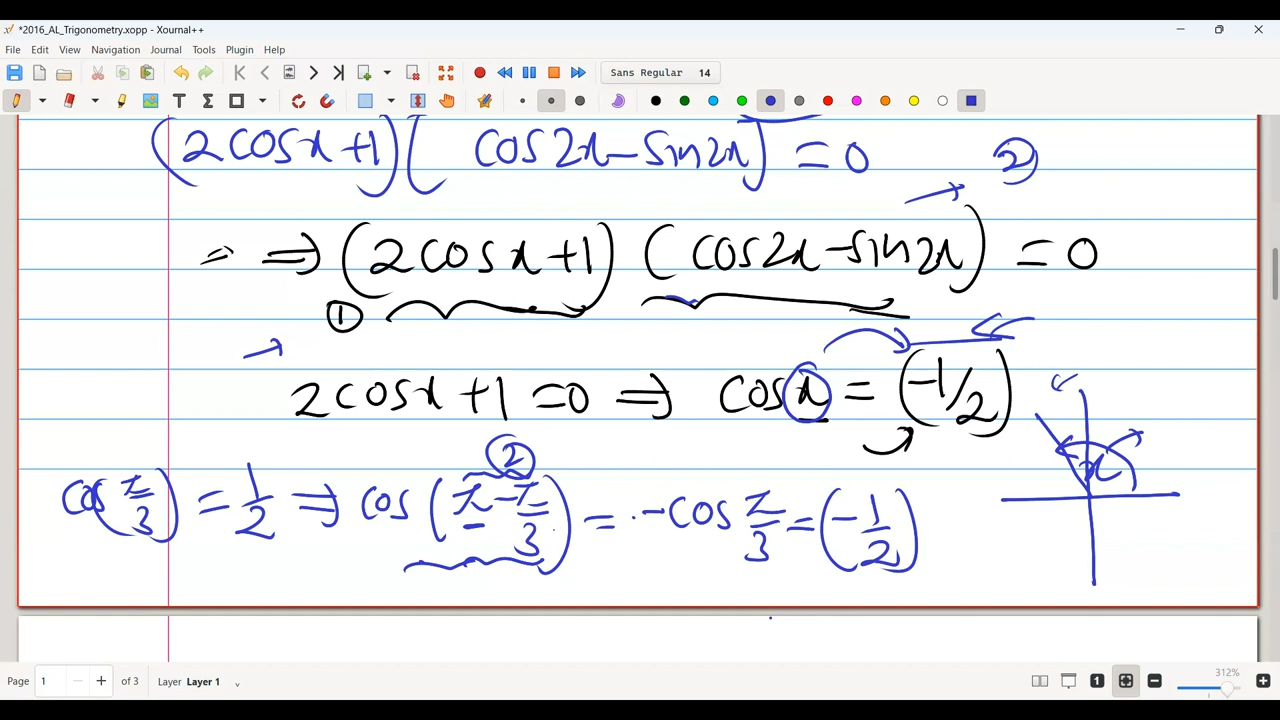 *2016_AL_Trigonometry.xopp - Xournal++
File Edit View Navigation Journal Tools Plugin Help
Sans Regular 14
(2cosx+1)( cos2x-sin2x) = 0 ②
⇒ ⇒ (2cosx+1) (cos2x-sin2x) = 0
①
2cosx+1=0 ⇒ cosx = (-1/2)
2
cos(π/3) = 1/2 ⇒ cos(π-π/3) = -cos π/3 = (-1/2)
x
Page 1 of 3 Layer Layer 1
312%